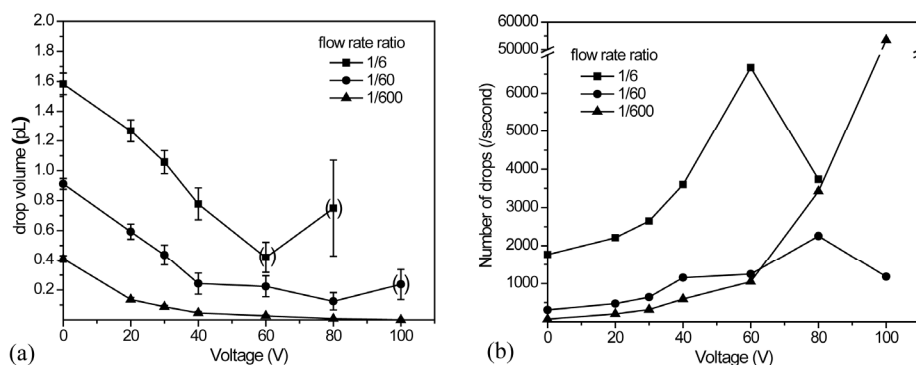 2.0
1.8
1.6
1.4
1.2
1.0
0.8
0.6
0.4
0.2
drop volume (pL)
flow rate ratio
1/6
1/60
1/600
( )
( )
( )
0 20 40 60 80 100
(a)
Voltage (V)
60000
50000
6000
5000
4000
3000
2000
1000
Number of drops (/second)
flow rate ratio
1/6
1/60
1/600
0 20 40 60 80 100
(b)
Voltage (V)